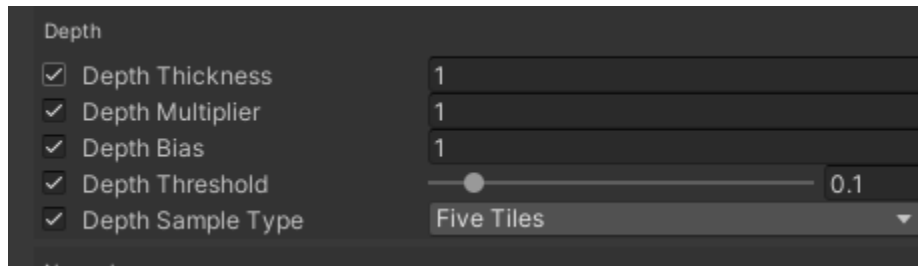 Depth
Depth Thickness 1
Depth Multiplier 1
Depth Bias 1
Depth Threshold 0.1
Depth Sample Type Five Tiles